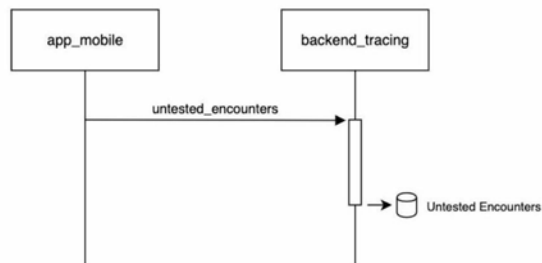 app_mobile
backend_tracing
untested_encounters
Untested Encounters